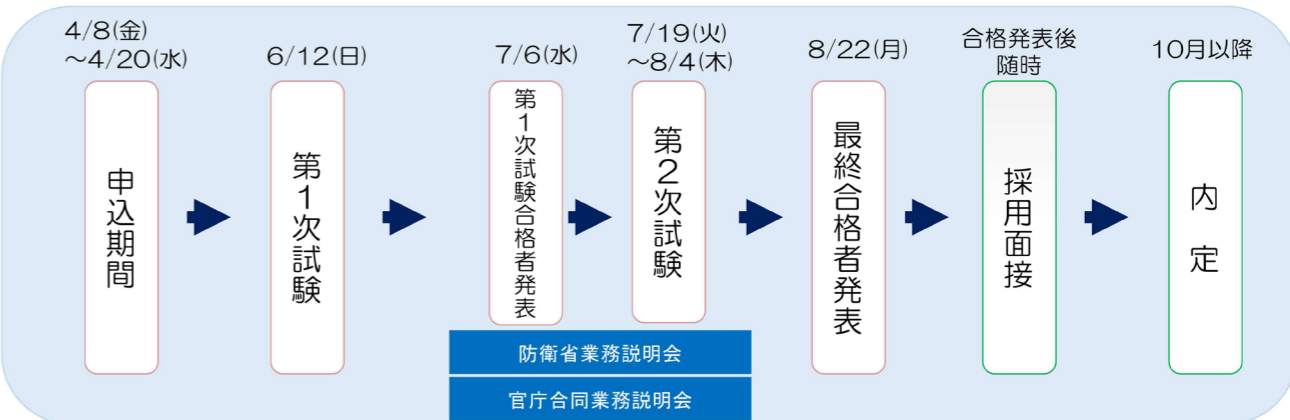 4/8(金)
～4/20(水)
申込期間
6/12(日)
第1次試験
7/6(水)
第1次試験合格者発表
7/19(火)
～8/4(木)
第2次試験
防衛省業務説明会
官庁合同業務説明会
8/22(月)
最終合格者発表
合格発表後
随時
採用面接
10月以降
内定